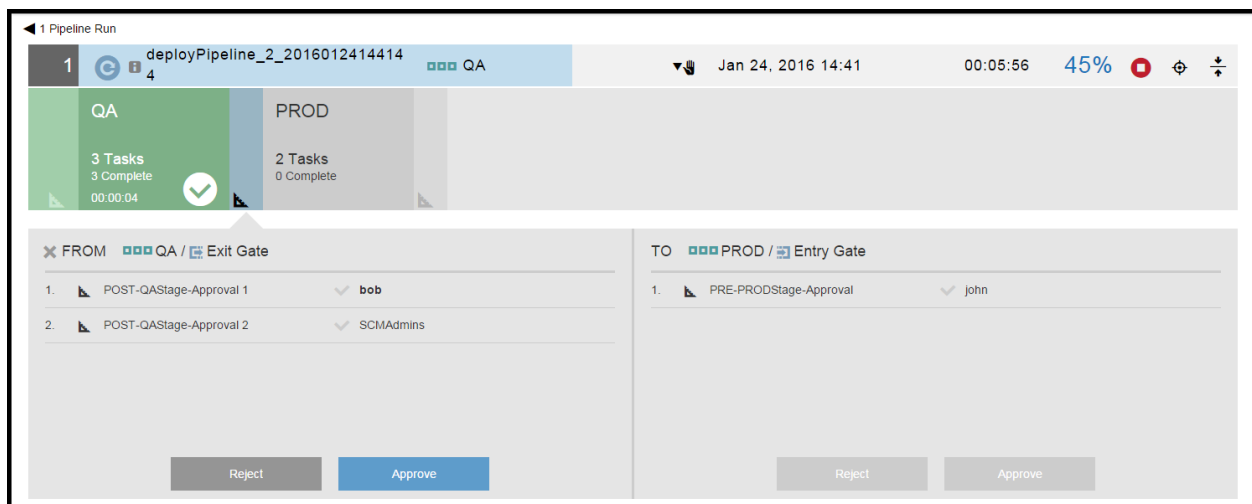 1 Pipeline Run
1 deployPipeline_2_2016012414414
4 QA Jan 24, 2016 14:41 00:05:56 45%
QA PROD
3 Tasks 2 Tasks
3 Complete 0 Complete
00:00:04
FROM QA / Exit Gate TO PROD / Entry Gate
1. POST-QAStage-Approval 1 bob 1. PRE-PRODStage-Approval john
2. POST-QAStage-Approval 2 SCMAdmins
Reject Approve Reject Approve